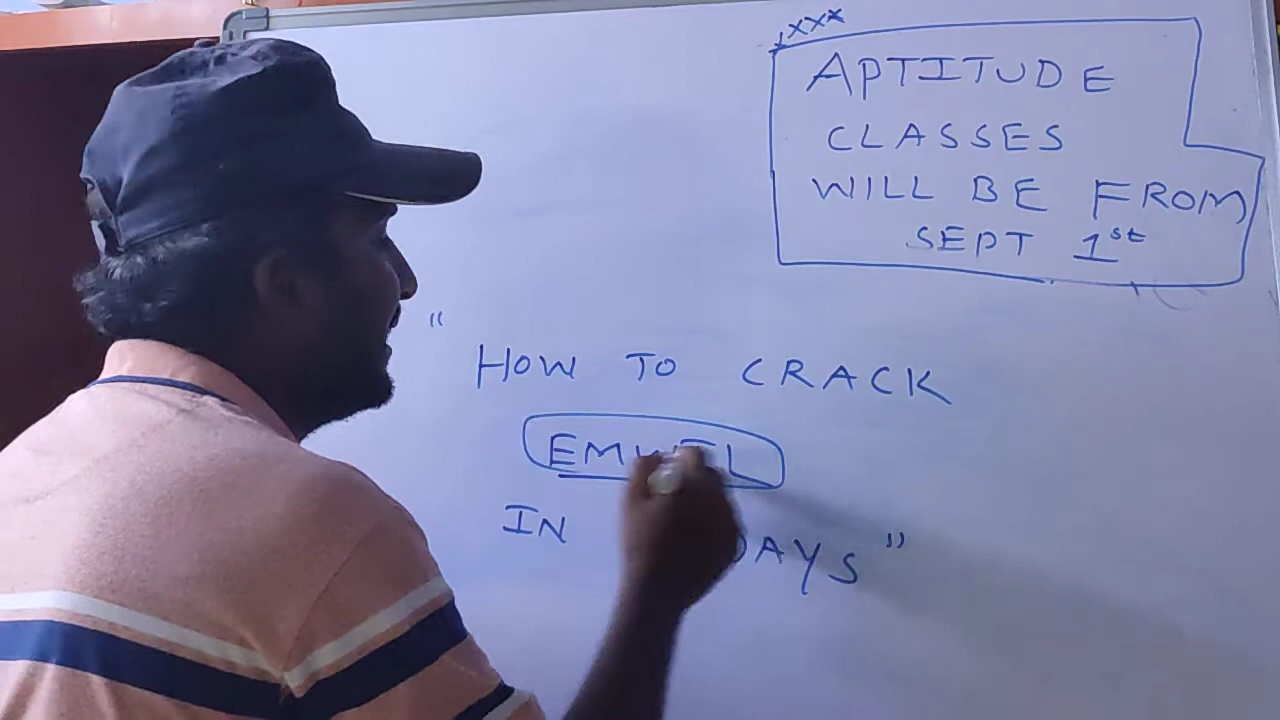 xxx
APTITUDE
CLASSES
WILL BE FROM
SEPT 1st
"HOW TO CRACK
IN DAYS"